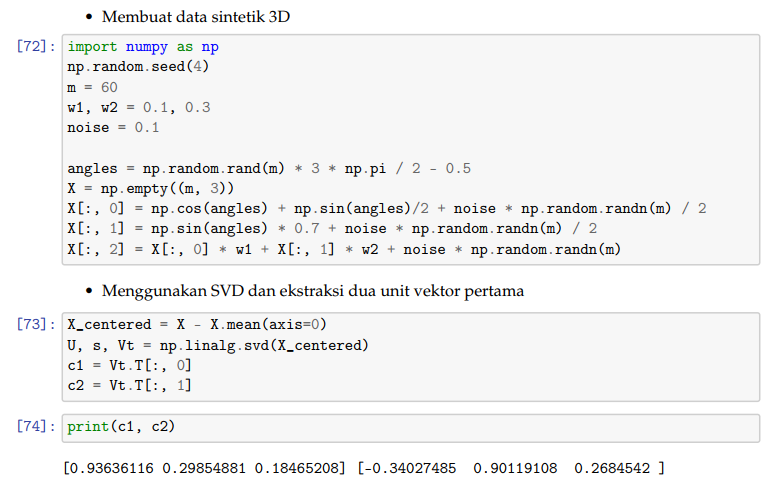 • Membuat data sintetik 3D
[72]: import numpy as np
np.random.seed(4)
m = 60
w1, w2 = 0.1, 0.3
noise = 0.1
angles = np.random.rand(m) * 3 * np.pi / 2 - 0.5
X = np.empty((m, 3))
X[:, 0] = np.cos(angles) + np.sin(angles)/2 + noise * np.random.randn(m) / 2
X[:, 1] = np.sin(angles) * 0.7 + noise * np.random.randn(m) / 2
X[:, 2] = X[:, 0] * w1 + X[:, 1] * w2 + noise * np.random.randn(m)
• Menggunakan SVD dan ekstraksi dua unit vektor pertama
[73]: X_centered = X - X.mean(axis=0)
U, s, Vt = np.linalg.svd(X_centered)
c1 = Vt.T[:, 0]
c2 = Vt.T[:, 1]
[74]: print(c1, c2)
[0.93636116 0.29854881 0.18465208] [-0.34027485  0.90119108  0.2684542 ]